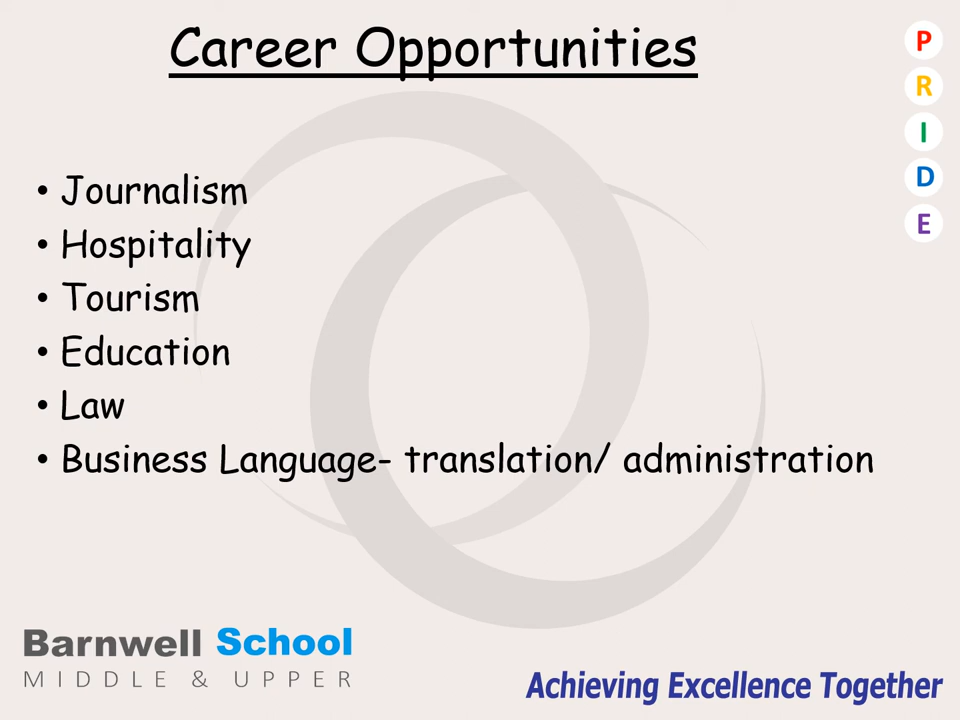 Career Opportunities
P
R
I
D
E
• Journalism
• Hospitality
• Tourism
• Education
• Law
• Business Language- translation/ administration
Barnwell School
MIDDLE & UPPER
Achieving Excellence Together